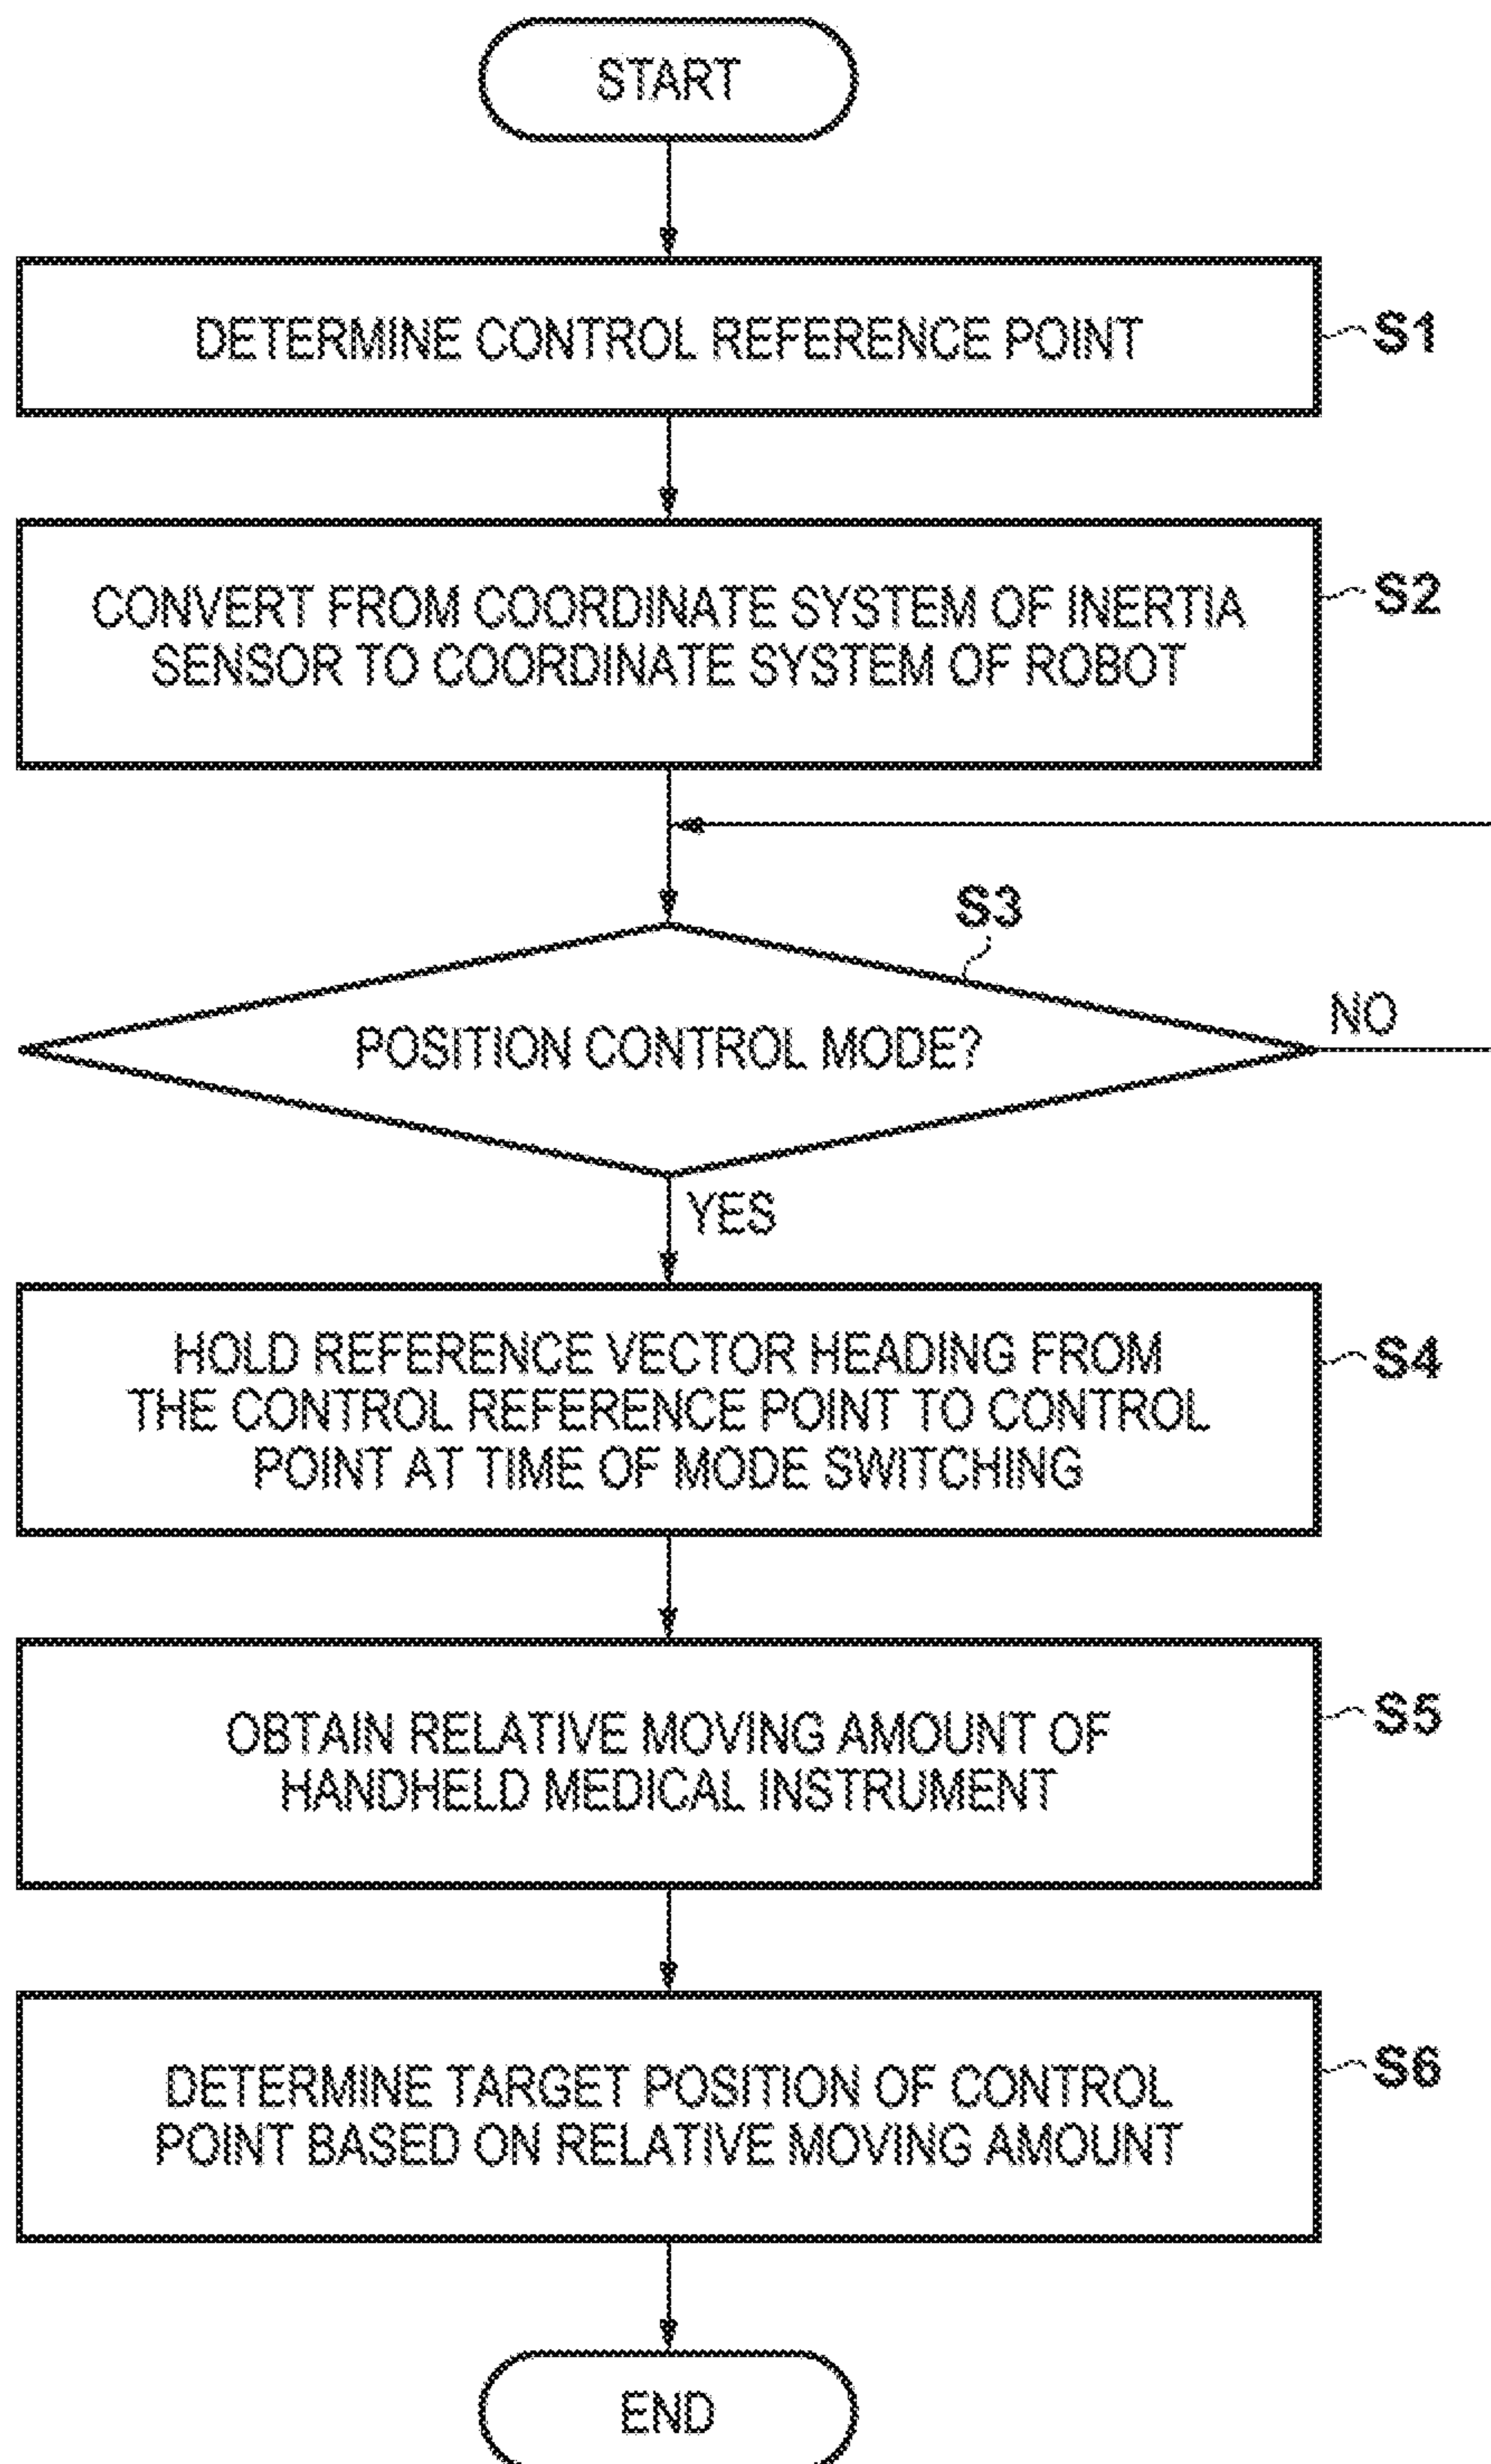 START
DETERMINE CONTROL REFERENCE POINT
S1
CONVERT FROM COORDINATE SYSTEM OF INERTIA
SENSOR TO COORDINATE SYSTEM OF ROBOT
S2
S3
POSITION CONTROL MODE?
NO
YES
HOLD REFERENCE VECTOR HEADING FROM
THE CONTROL REFERENCE POINT TO CONTROL
POINT AT TIME OF MODE SWITCHING
S4
OBTAIN RELATIVE MOVING AMOUNT OF
HANDHELD MEDICAL INSTRUMENT
S5
DETERMINE TARGET POSITION OF CONTROL
POINT BASED ON RELATIVE MOVING AMOUNT
S6
END